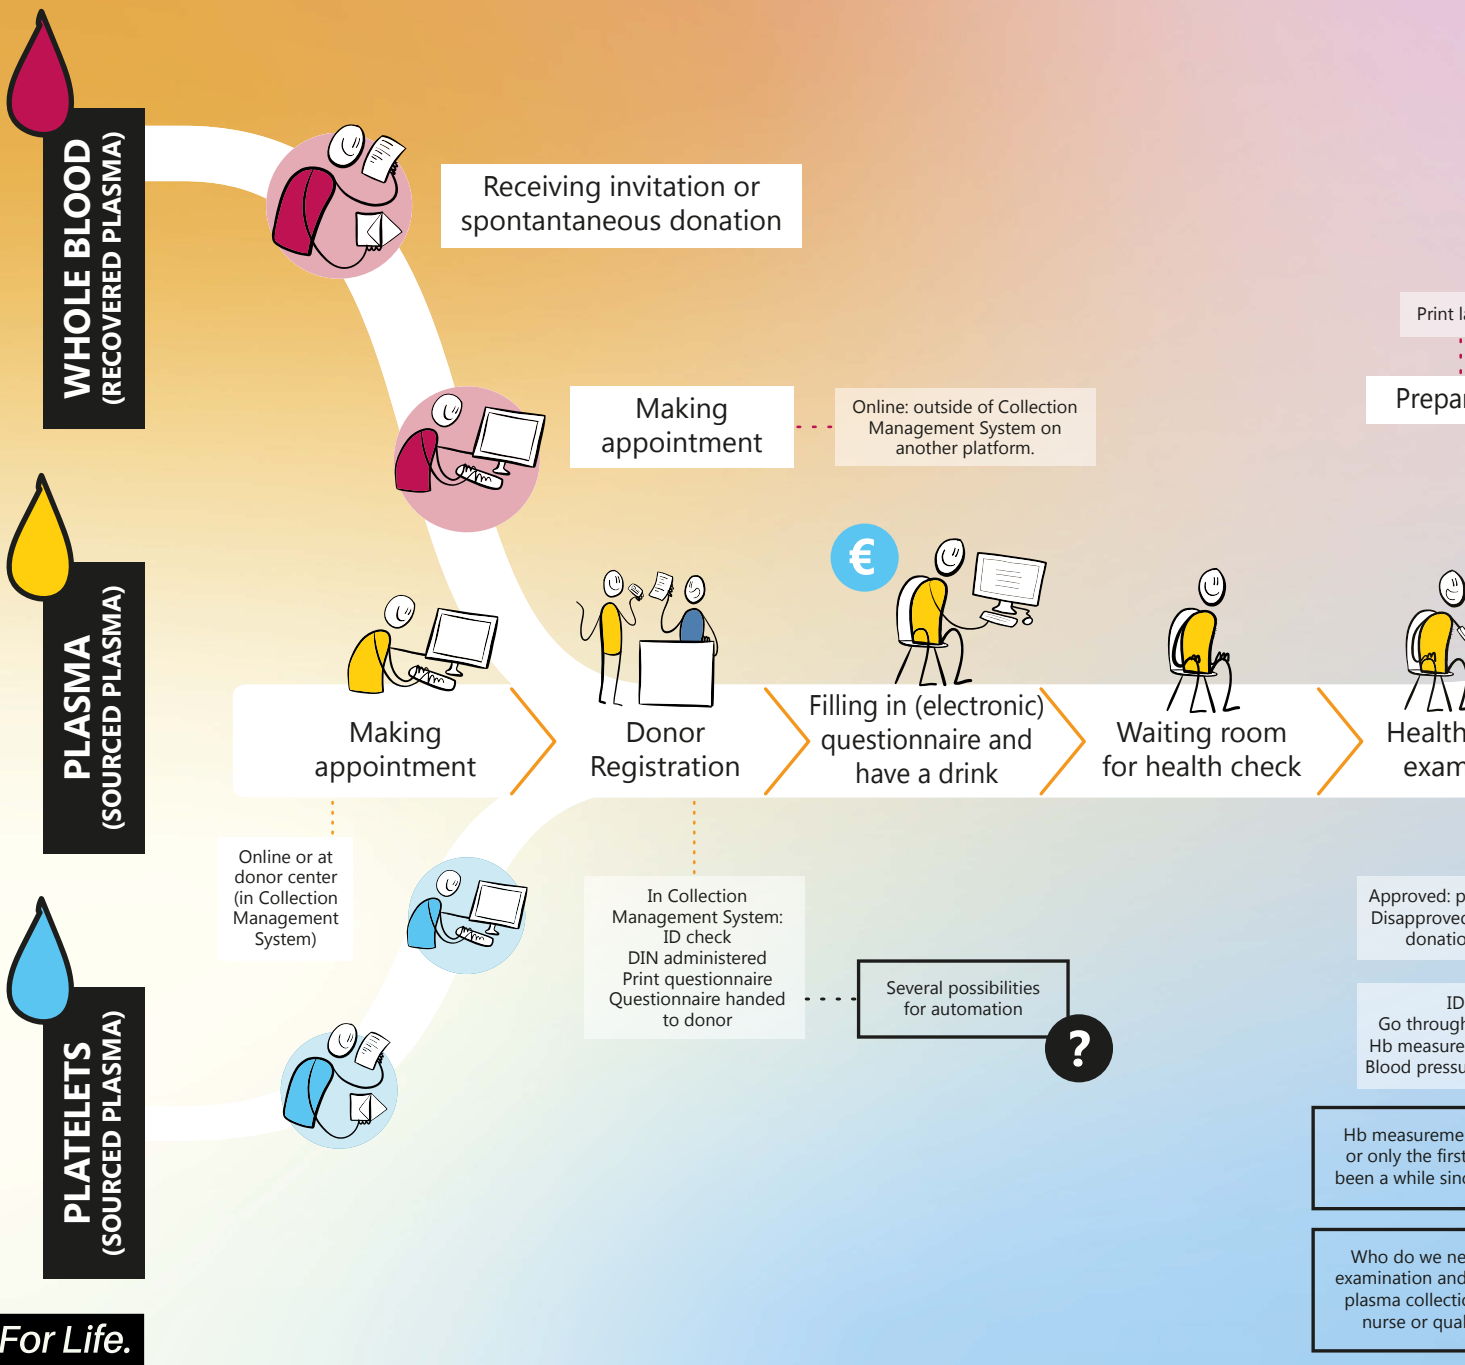 WHOLE BLOOD
(RECOVERED PLASMA)
Receiving invitation or
spontantaneous donation
Making
appointment
Online: outside of Collection
Management System on
another platform.
Print
PLASMA
(SOURCED PLASMA)
€
Making
appointment
Donor
Registration
Filling in (electronic)
questionnaire and
have a drink
Waiting room
for health check
Health
exam
Online or at
donor center
(in Collection
Management
System)
In Collection
Management System:
ID check
DIN administered
Print questionnaire
Questionnaire handed
to donor
Several possibilities
for automation
?
Approved: p
Disapproved
donatio
ID
Go through
Hb measure
Blood pressu
Hb measureme
or only the first
been a while sinc
Who do we ne
examination and
plasma collectio
nurse or qual
PLATELETS
(SOURCED PLASMA)
For Life.